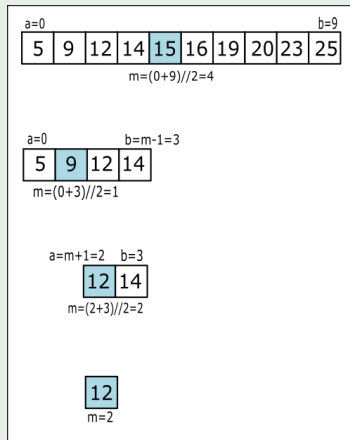 a=0 b=9
5 9 12 14 15 16 19 20 23 25
m=(0+9)//2=4
a=0 b=m-1=3
5 9 12 14
m=(0+3)//2=1
a=m+1=2 b=3
12 14
m=(2+3)//2=2
12
m=2